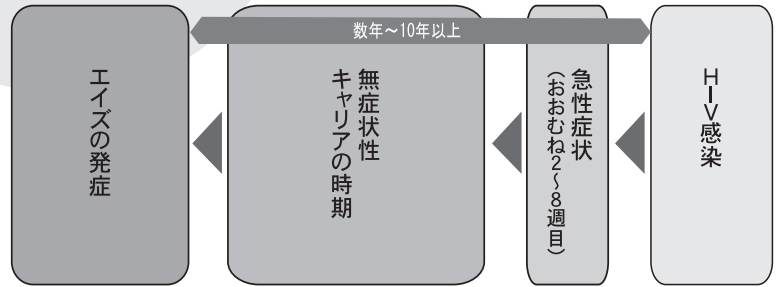 数年～10年以上
HIV感染
急性症状
（おおむね2～8週目）
無症状性
キャリアの時期
エイズの発症